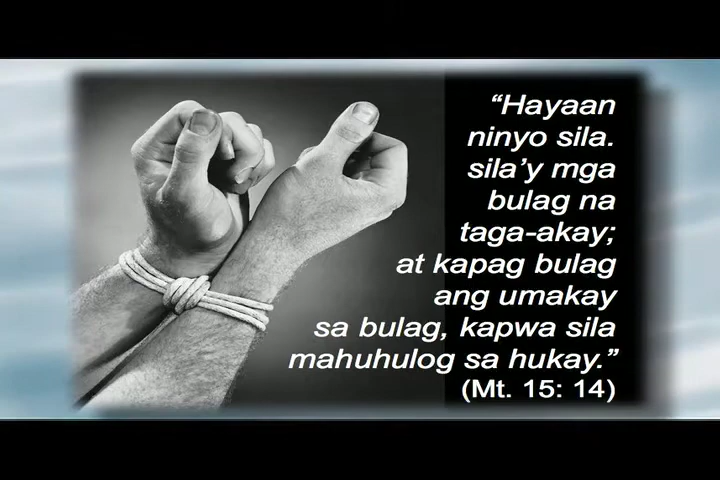 “Hayaan
ninyo sila.
sila’y mga
bulag na
taga-akay;
at kapag bulag
ang umakay
sa bulag, kapwa sila
mahuhulog sa hukay.”
(Mt. 15: 14)